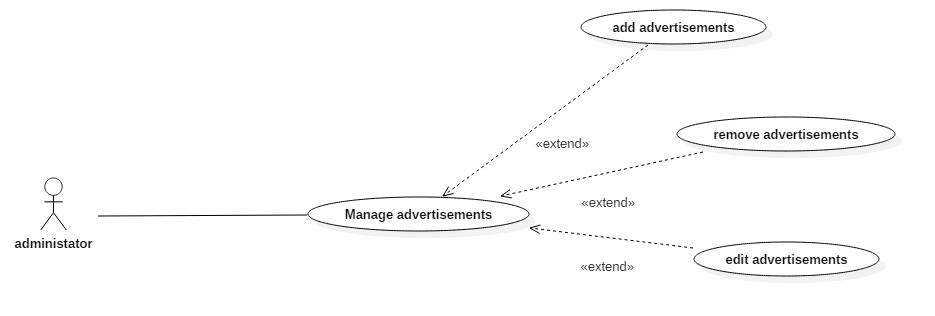 add advertisements
«extend»
remove advertisements
«extend»
Manage advertisements
administator
edit advertisements
«extend»